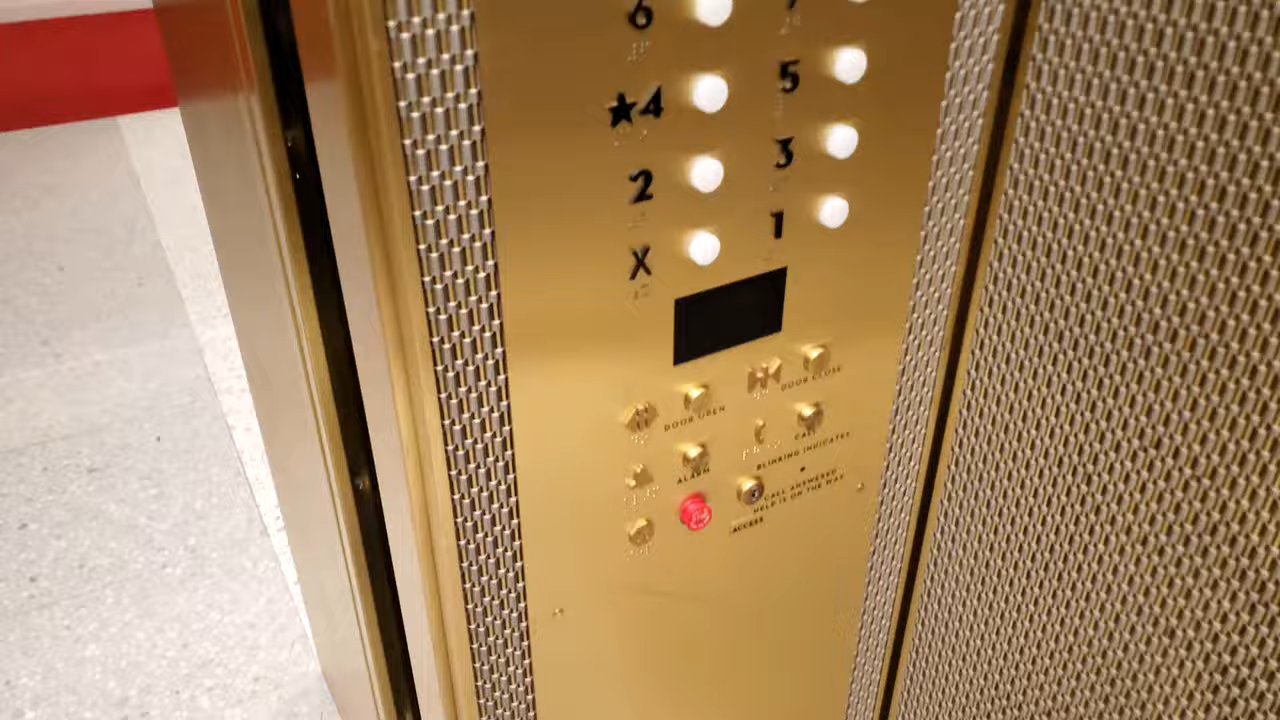 6
★4 5
2 3
X 1
DOOR OPEN DOOR CLOSE
ALARM CALL
BLINKING INDICATES
CALL ANSWERED
HELP IS ON THE WAY
ACCESS